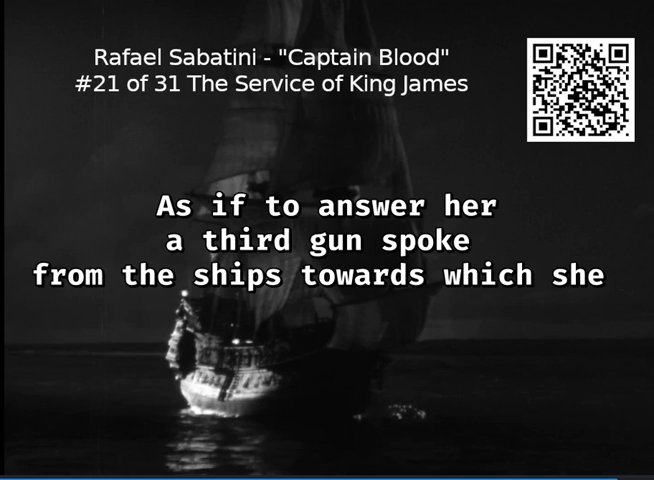 Rafael Sabatini - "Captain Blood"
#21 of 31 The Service of King James
As if to answer her
a third gun spoke
from the ships towards which she